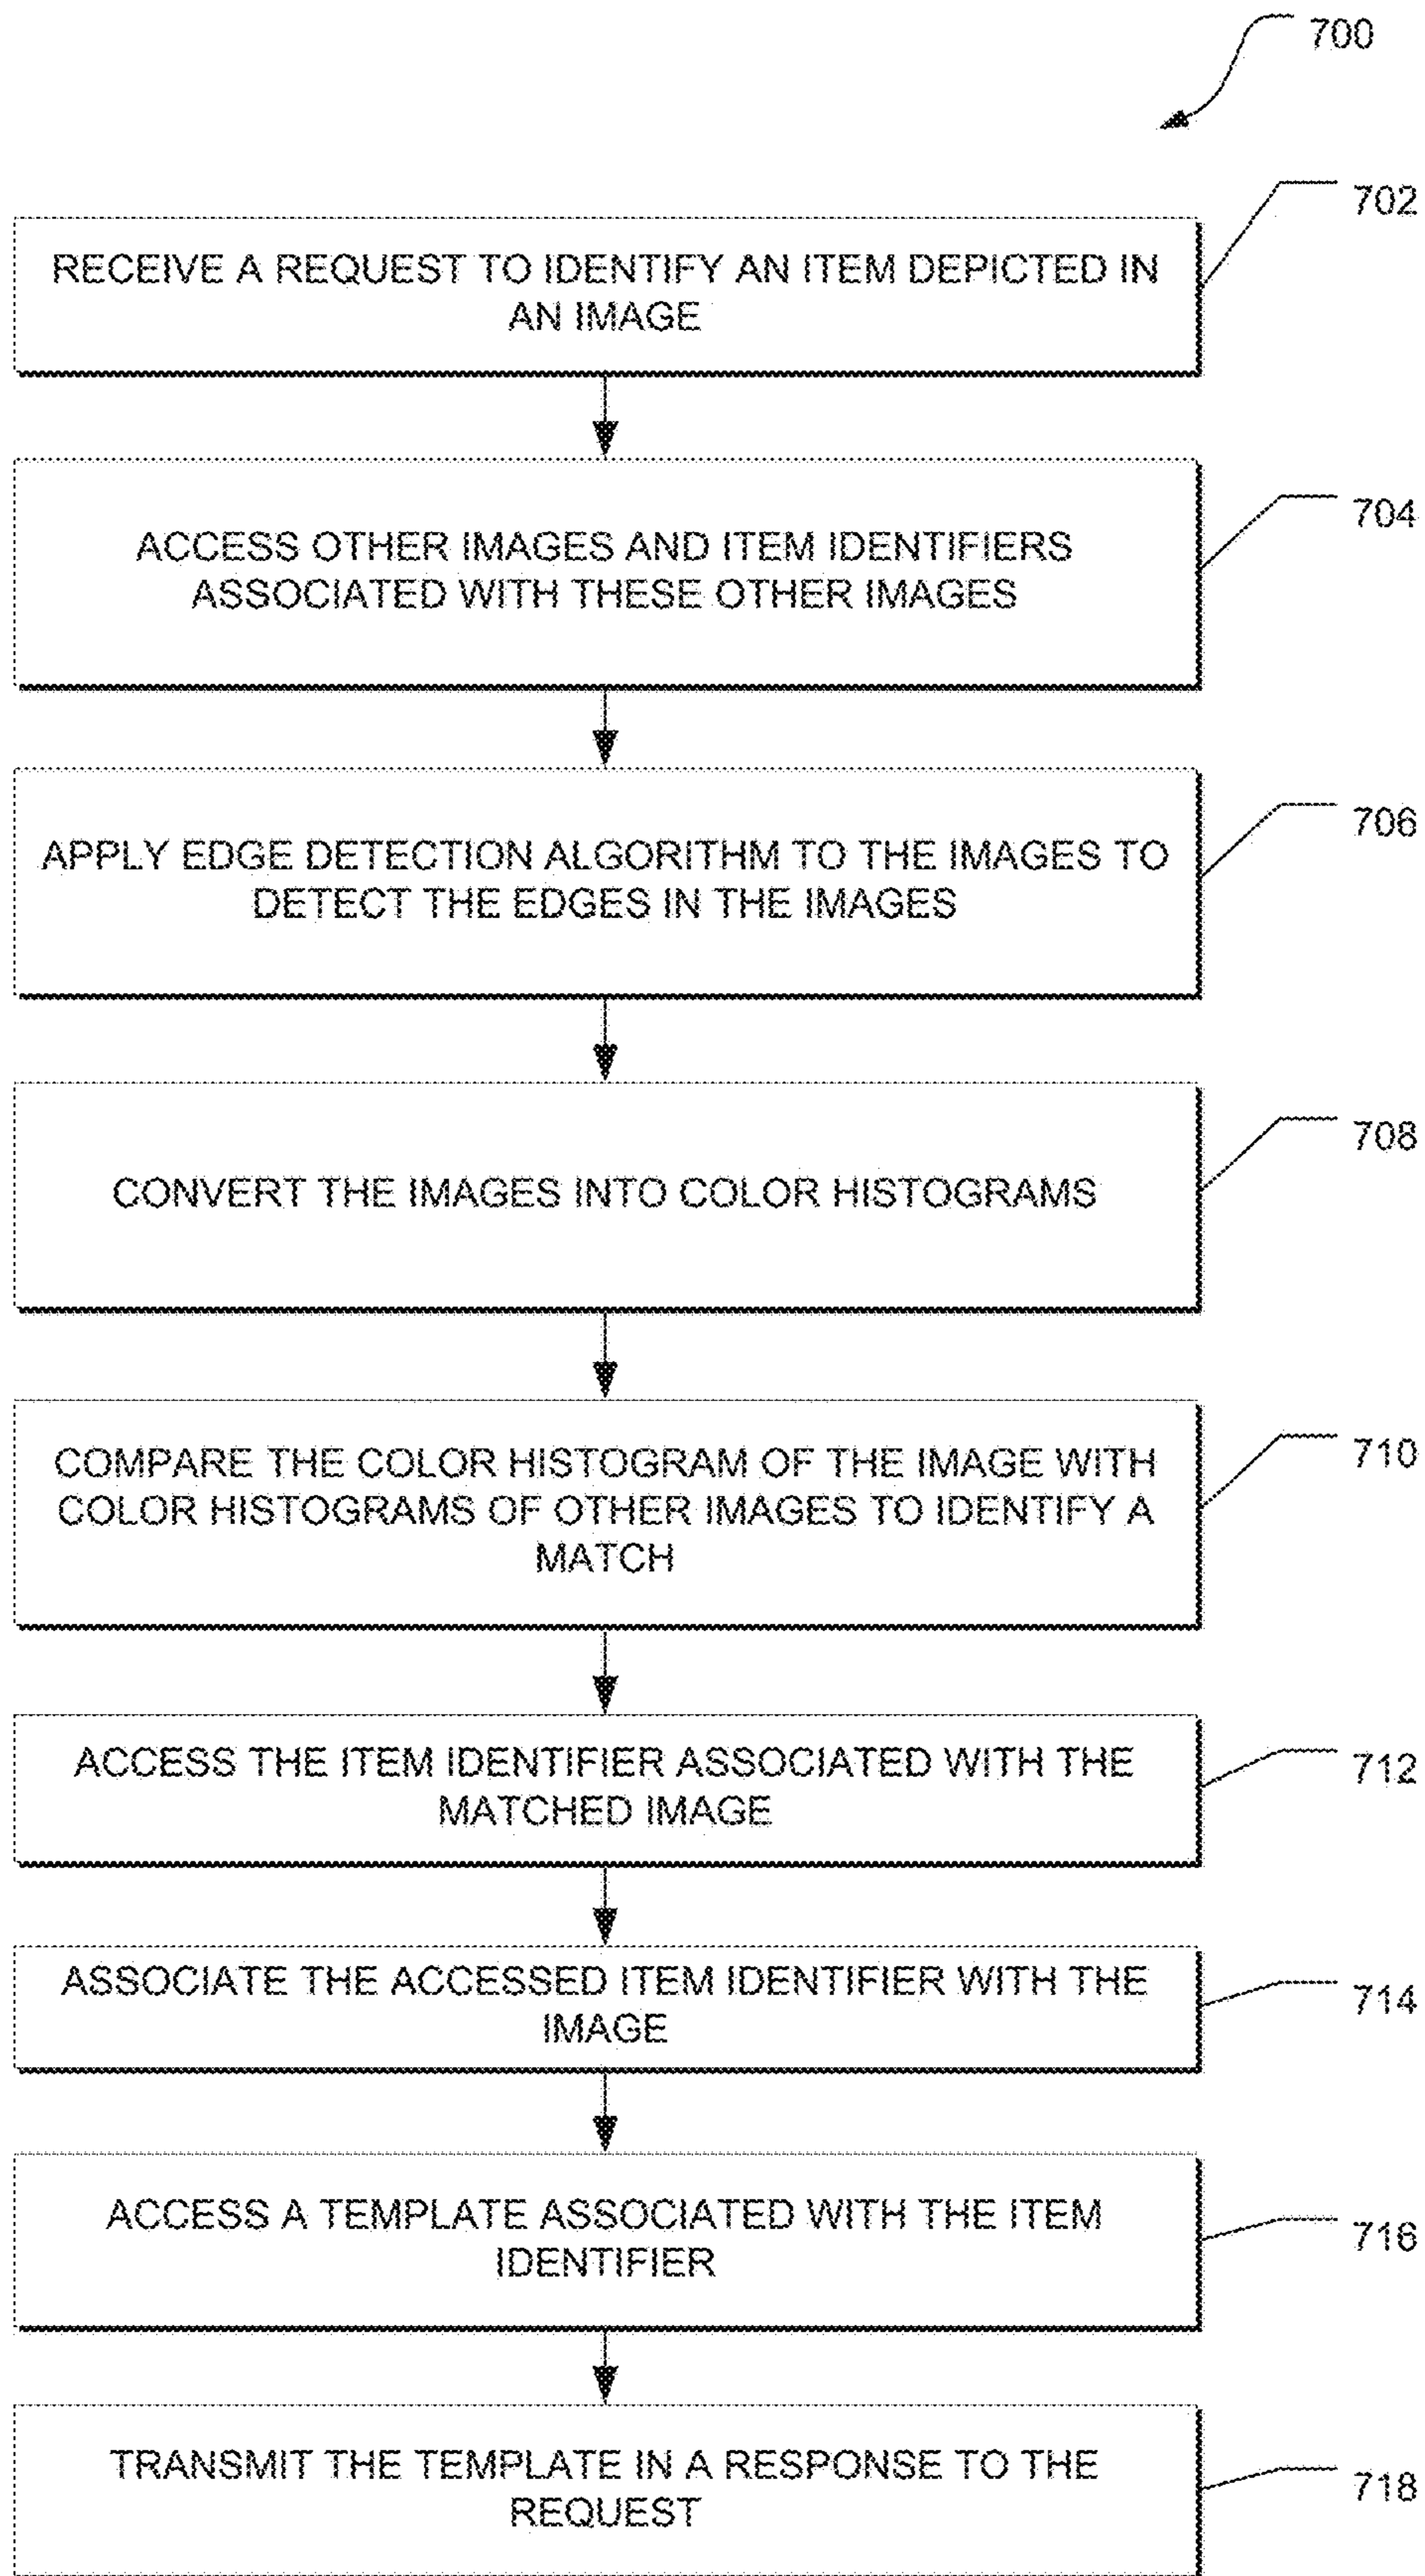 700
702
RECEIVE A REQUEST TO IDENTIFY AN ITEM DEPICTED IN
AN IMAGE
704
ACCESS OTHER IMAGES AND ITEM IDENTIFIERS
ASSOCIATED WITH THESE OTHER IMAGES
706
APPLY EDGE DETECTION ALGORITHM TO THE IMAGES TO
DETECT THE EDGES IN THE IMAGES
708
CONVERT THE IMAGES INTO COLOR HISTOGRAMS
710
COMPARE THE COLOR HISTOGRAM OF THE IMAGE WITH
COLOR HISTOGRAMS OF OTHER IMAGES TO IDENTIFY A
MATCH
712
ACCESS THE ITEM IDENTIFIER ASSOCIATED WITH THE
MATCHED IMAGE
714
ASSOCIATE THE ACCESSED ITEM IDENTIFIER WITH THE
IMAGE
716
ACCESS A TEMPLATE ASSOCIATED WITH THE ITEM
IDENTIFIER
718
TRANSMIT THE TEMPLATE IN A RESPONSE TO THE
REQUEST